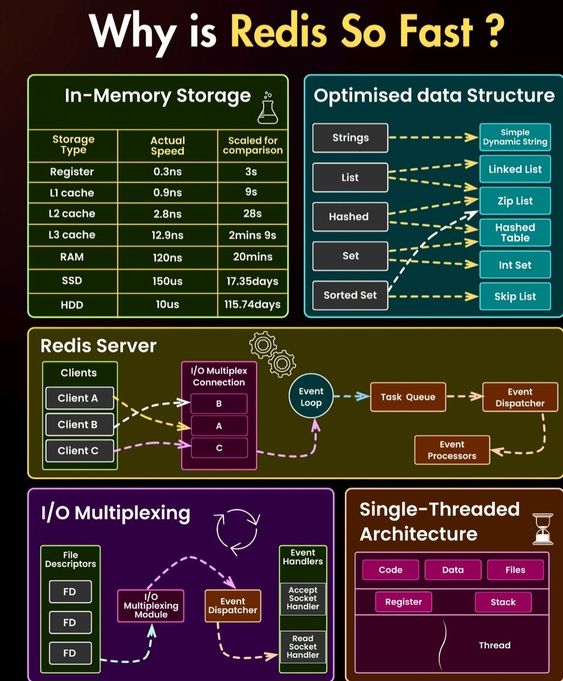 Why is Redis So Fast ?
In-Memory Storage
Storage Type
Actual Speed
Scaled for comparison
Register 0.3ns 3s
L1 cache 0.9ns 9s
L2 cache 2.8ns 28s
L3 cache 12.9ns 2mins 9s
RAM 120ns 20mins
SSD 150us 17.35days
HDD 10us 115.74days
Optimised data Structure
Strings
List
Hashed
Set
Sorted Set
Simple
Dynamic String
Linked List
Zip List
Hashed
Table
Int Set
Skip List
Redis Server
Clients
Client A
Client B
Client C
I/O Multiplex
Connection
B
A
C
Event
Loop
Task Queue
Event
Dispatcher
Event
Processors
I/O Multiplexing
File
Descriptors
FD
FD
FD
I/O
Multiplexing
Module
Event
Dispatcher
Event
Handlers
Accept
Socket
Handler
Read
Socket
Handler
Single-Threaded
Architecture
Code
Data
Files
Register
Stack
Thread